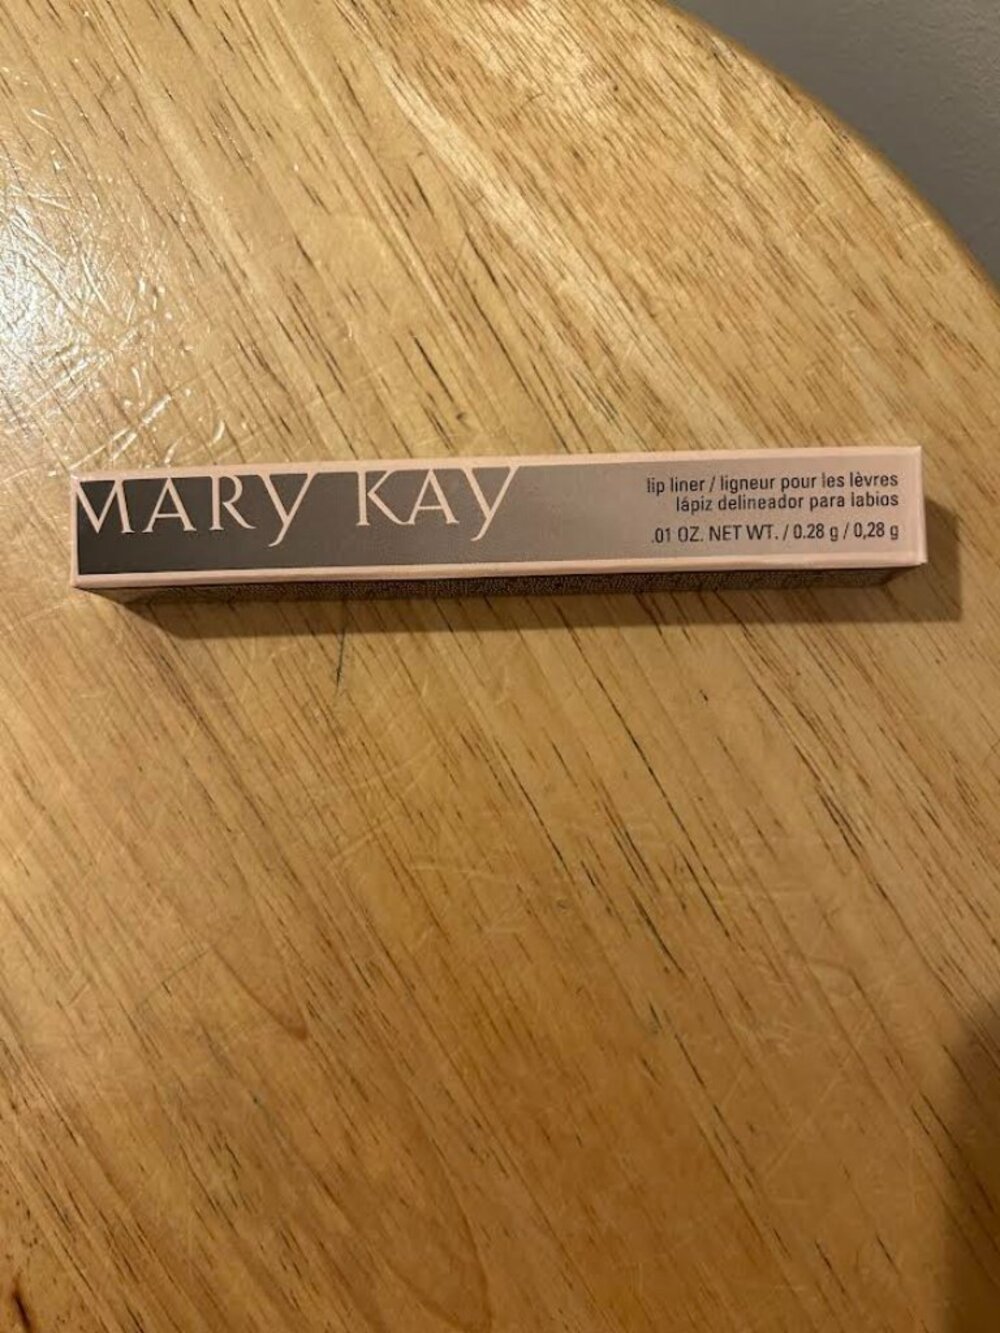 MARY KAY
lip liner / ligneur pour les lèvres
lápiz delineador para labios
.01 OZ. NET WT. / 0.28 g / 0,28 g